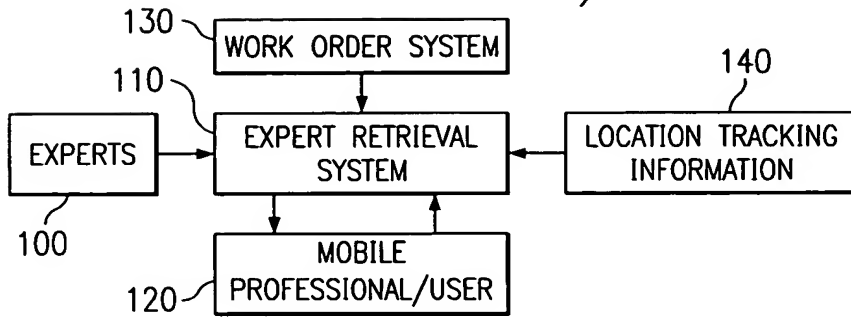 130
WORK ORDER SYSTEM
110
140
EXPERTS
EXPERT RETRIEVAL
SYSTEM
LOCATION TRACKING
INFORMATION
100
MOBILE
PROFESSIONAL/USER
120